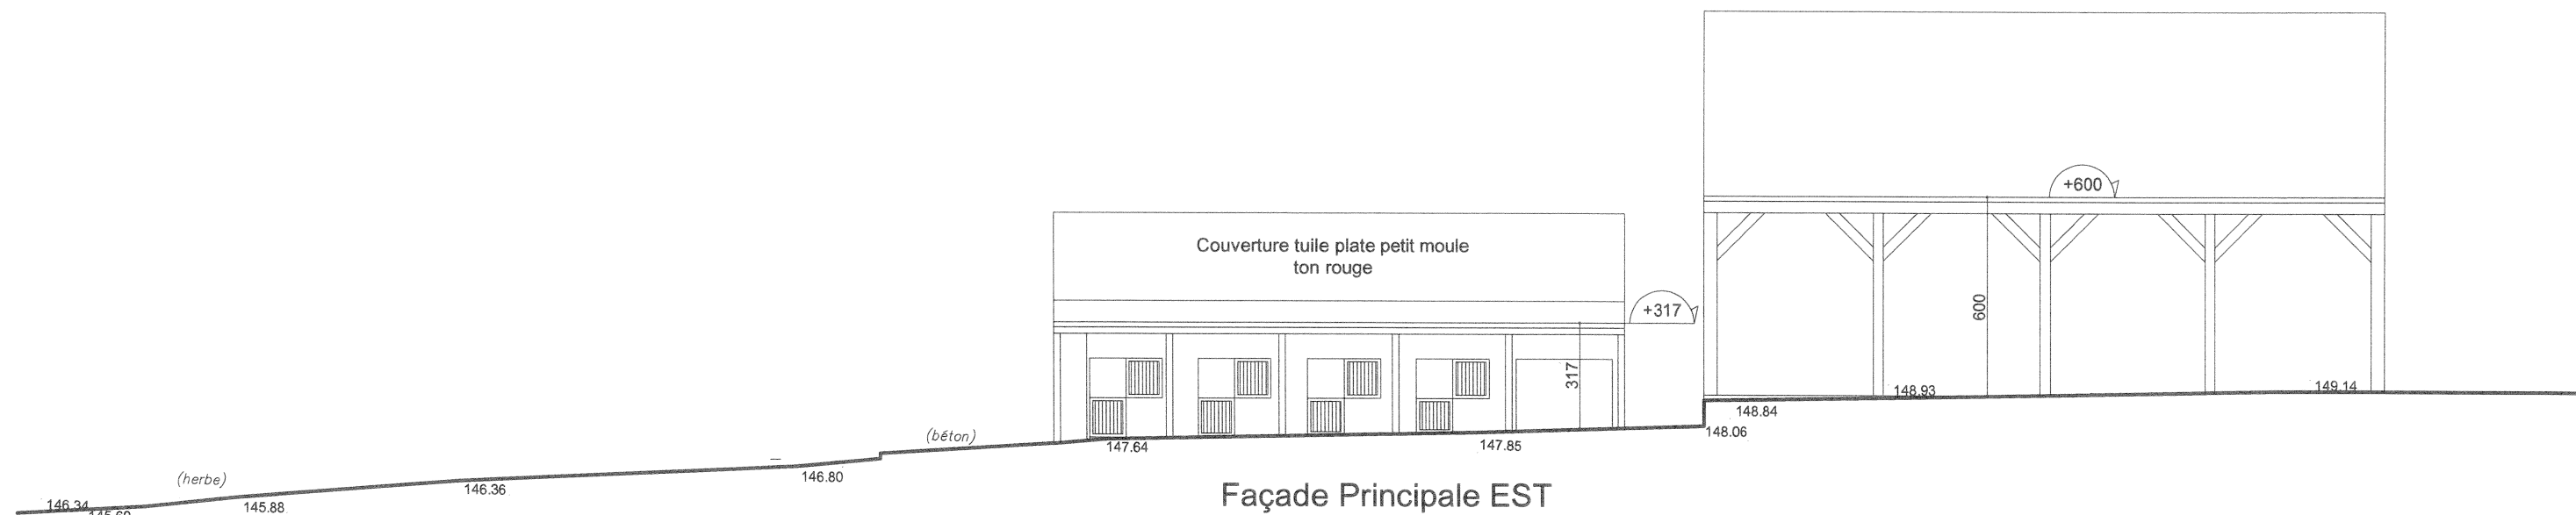 +600
Couverture tuile plate petit moule
ton rouge
+317
600
317
148.93
149.14
148.84
148.06
(béton)
147.64
147.85
(herbe)
146.80
146.36
146.34
145.88
Façade Principale EST